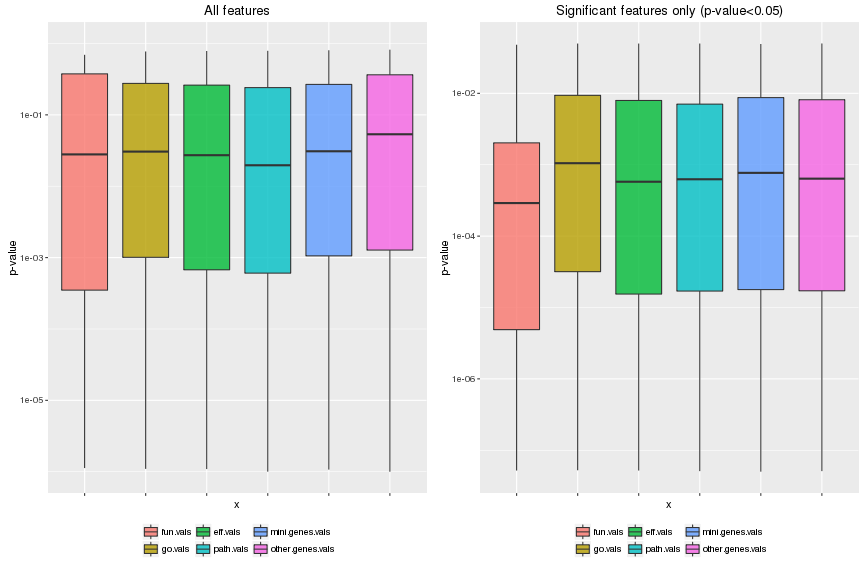 All features
p-value
1e-01
1e-03
1e-05
x
fun.vals
eff.vals
mini.genes.vals
go.vals
path.vals
other.genes.vals
Significant features only (p-value<0.05)
p-value
1e-02
1e-04
1e-06
x
fun.vals
eff.vals
mini.genes.vals
go.vals
path.vals
other.genes.vals